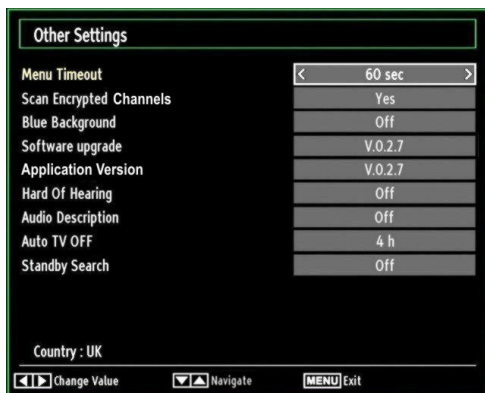 Other Settings
Menu Timeout < 60 sec >
Scan Encrypted Channels Yes
Blue Background Off
Software upgrade V.0.2.7
Application Version V.0.2.7
Hard Of Hearing Off
Audio Description Off
Auto TV OFF 4 h
Standby Search Off
Country : UK
Change Value Navigate MENU Exit